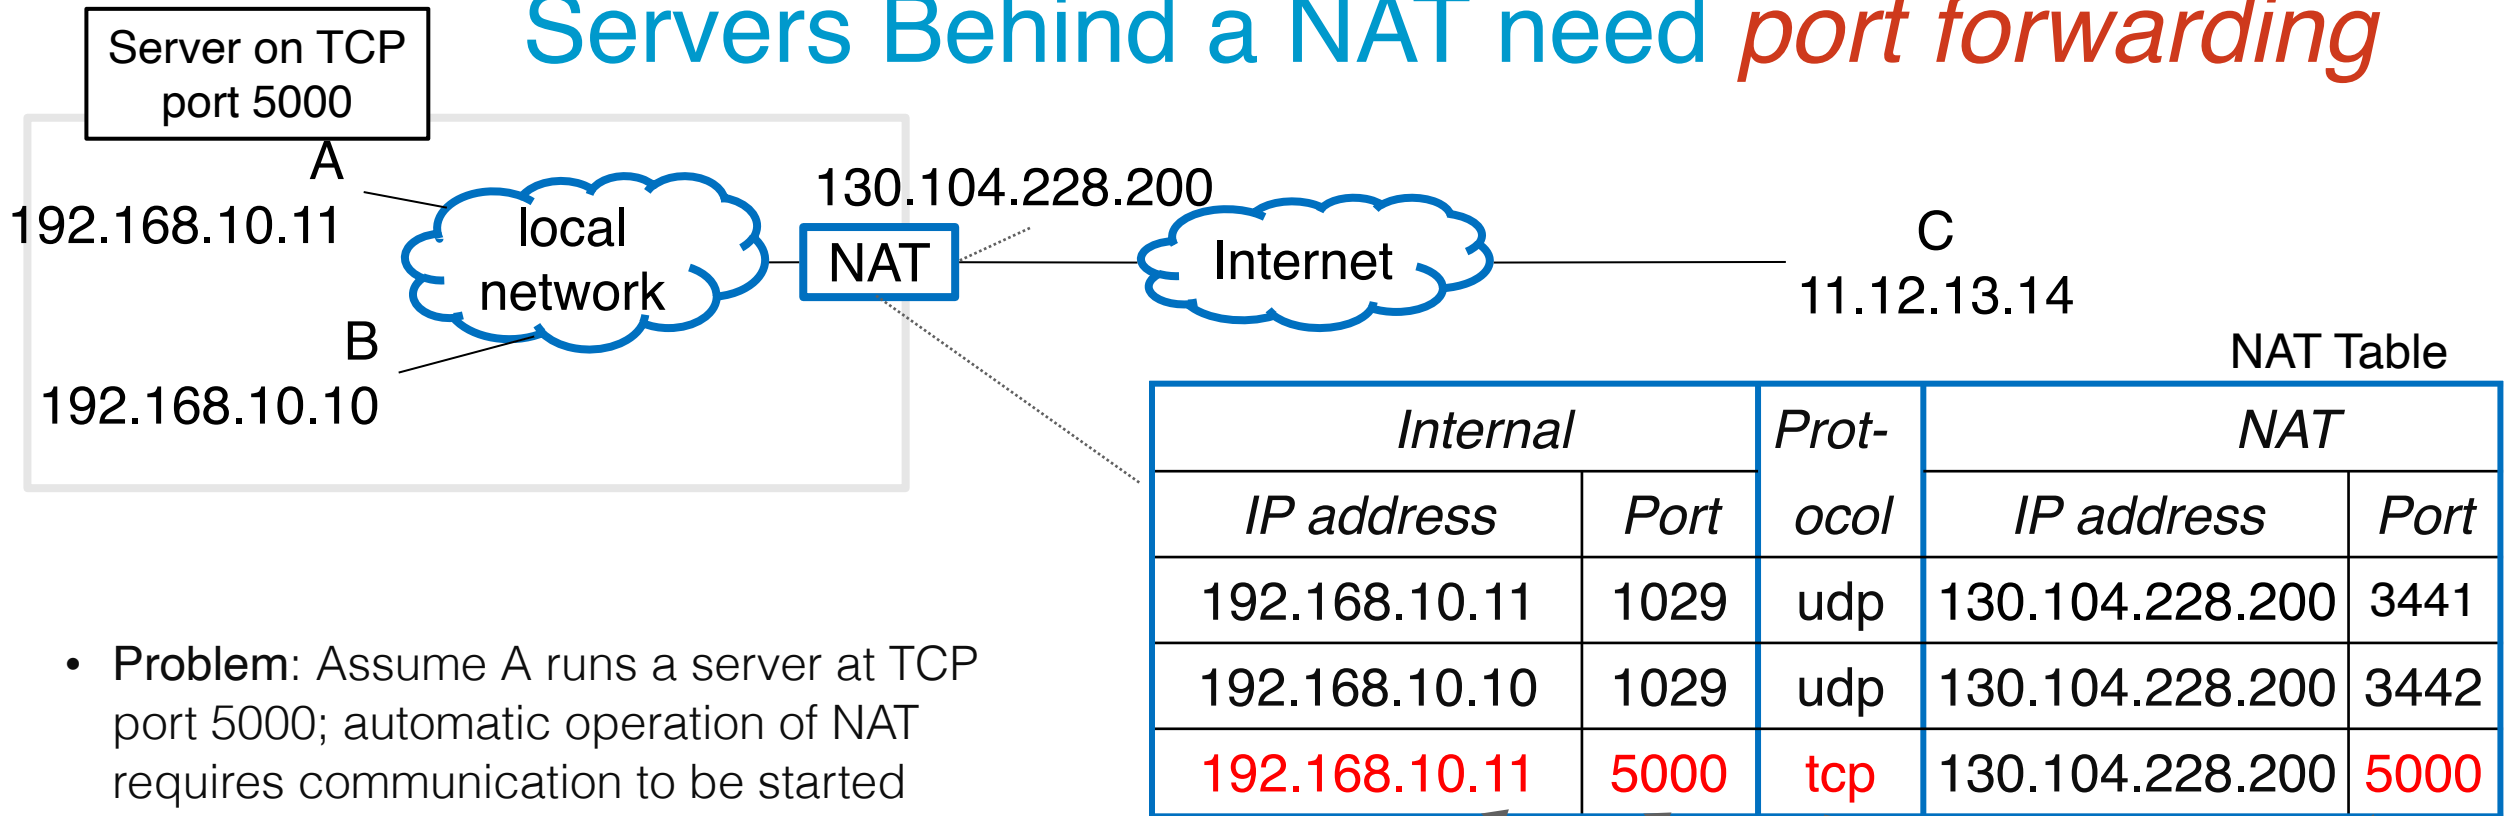 Servers Behind a NAT need port forwarding
Server on TCP
port 5000
A
192.168.10.11
local
network
B
192.168.10.10
130.104.228.200
NAT
Internet
C
11.12.13.14
NAT Table
Internal Prot- NAT
IP address Port ocol IP address Port
192.168.10.11 1029 udp 130.104.228.200 3441
192.168.10.10 1029 udp 130.104.228.200 3442
192.168.10.11 5000 tcp 130.104.228.200 5000
• Problem: Assume A runs a server at TCP
port 5000; automatic operation of NAT
requires communication to be started